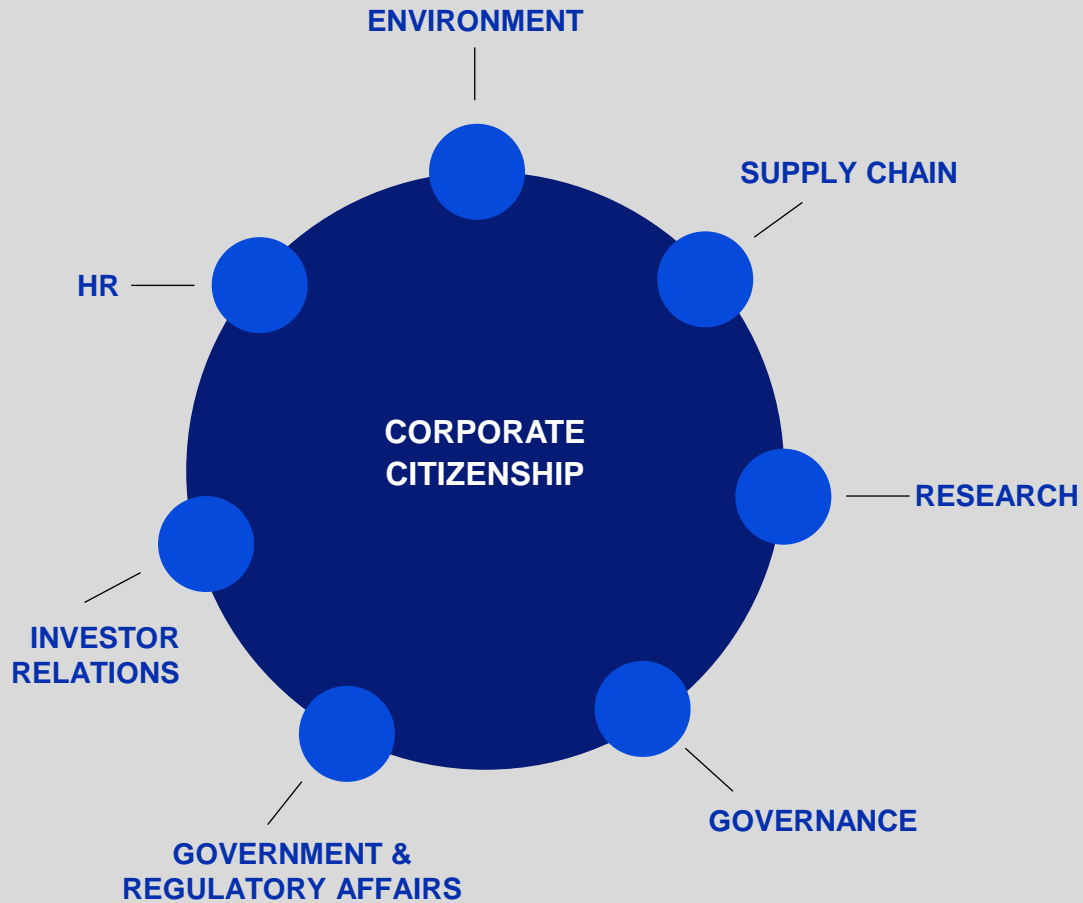 ENVIRONMENT
SUPPLY CHAIN
HR
CORPORATE
CITIZENSHIP
RESEARCH
INVESTOR
RELATIONS
GOVERNANCE
GOVERNMENT &
REGULATORY AFFAIRS